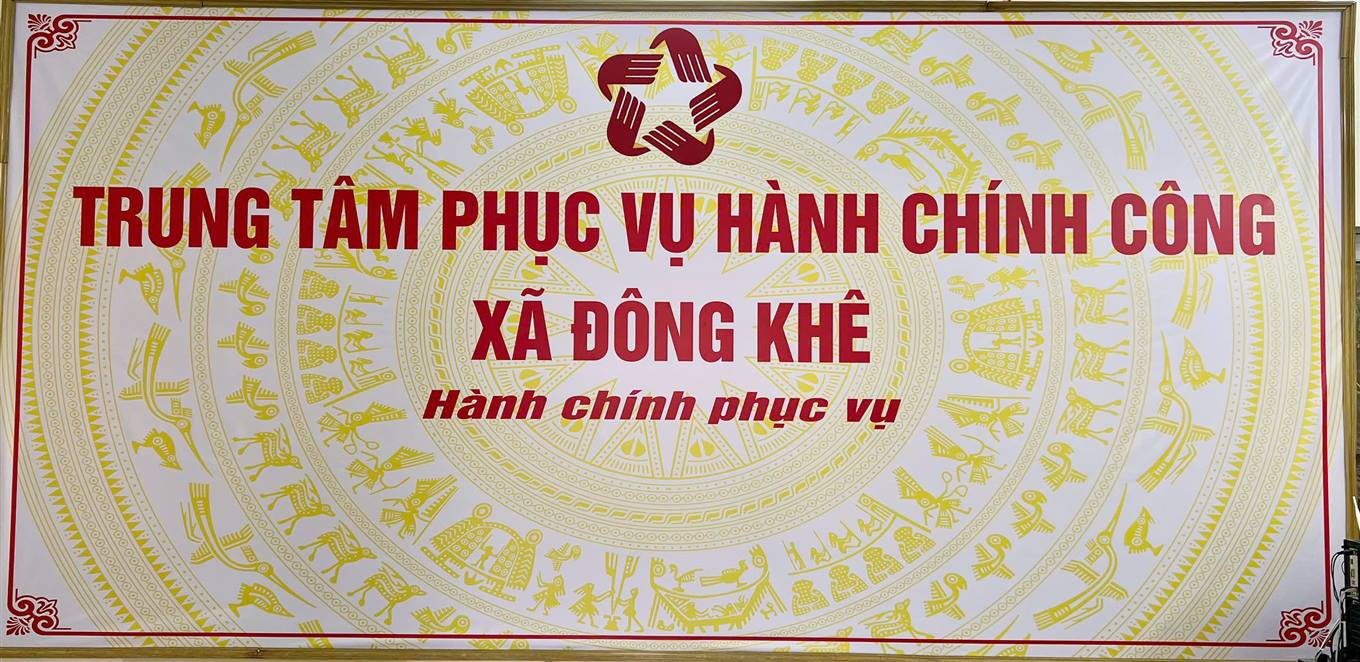 TRUNG TÂM PHỤC VỤ HÀNH CHÍNH CÔNG
XÃ ĐÔNG KHÊ
Hành chính phục vụ